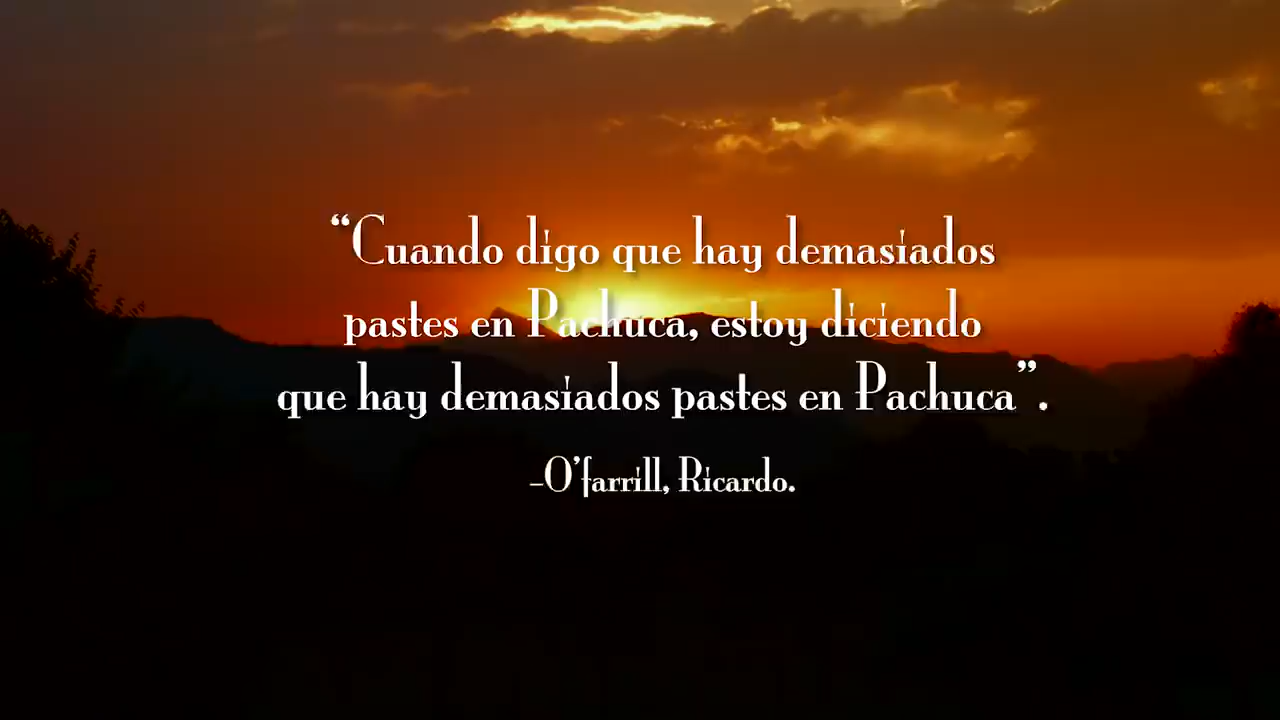 “Cuando digo que hay demasiados
pastes en Pachuca, estoy diciendo
que hay demasiados pastes en Pachuca”.
-O’farrill, Ricardo.